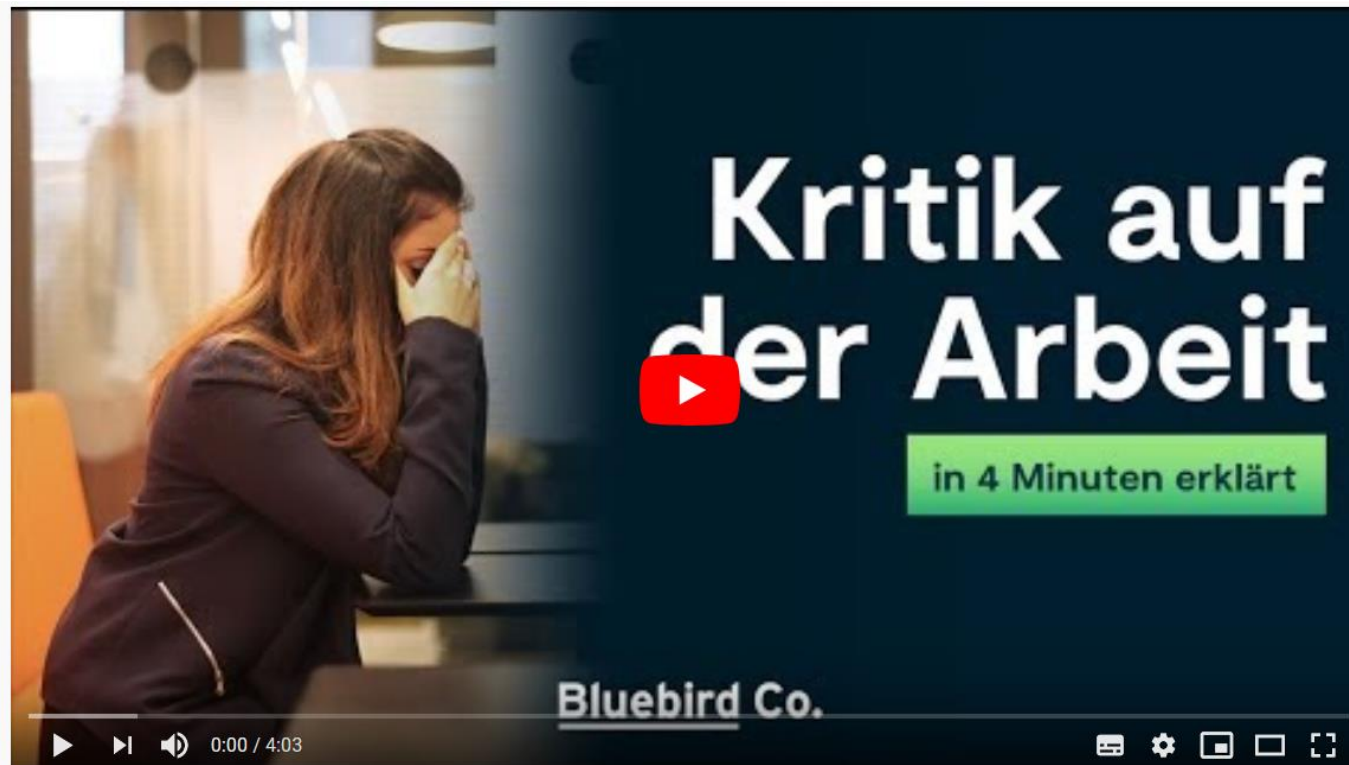 Kritik auf
der Arbeit
in 4 Minuten erklärt
Bluebird Co.
0:00 / 4:03